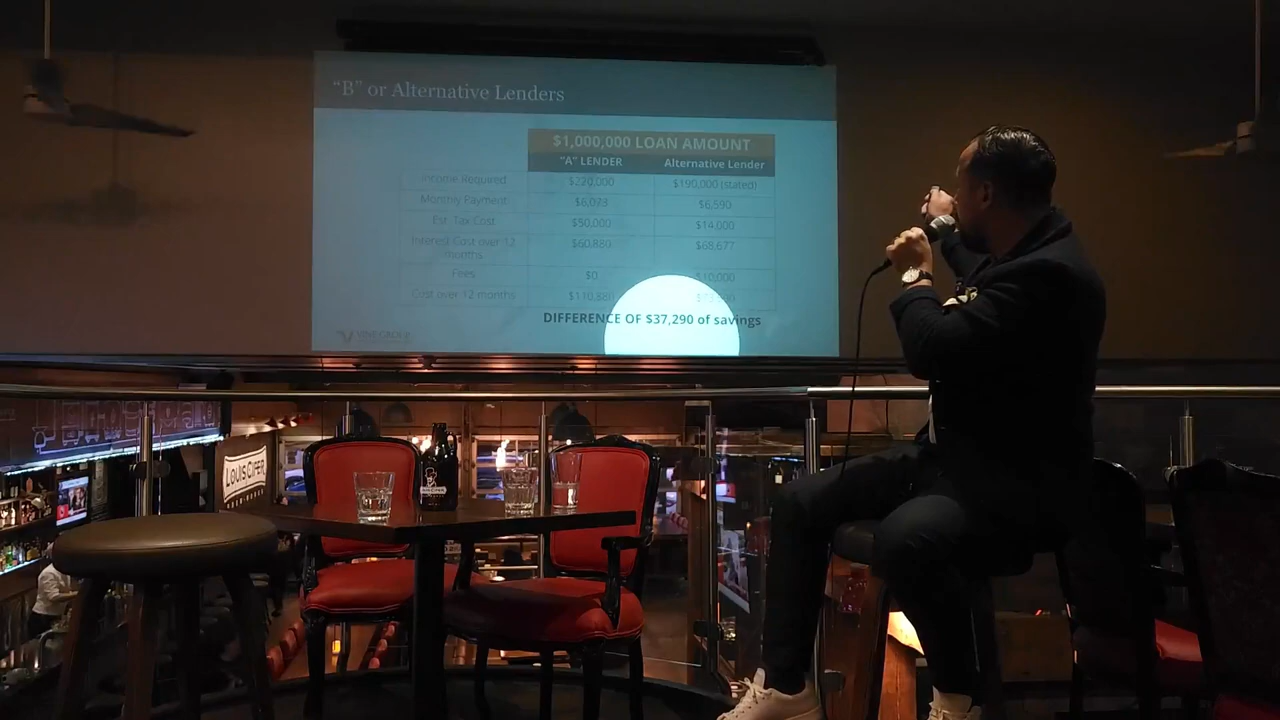 “B” or Alternative Lenders
$1,000,000 LOAN AMOUNT
“A” LENDER Alternative Lender
Income Required $220,000 $190,000 (stated)
Monthly Payment $6,073 $6,590
Est. Tax Cost $50,000 $14,000
Interest Cost over 12 months $60,880 $68,677
Fees $0 $10,000
Cost over 12 months $110,880
DIFFERENCE OF $37,290 of savings
VINE GROUP
LOUIS CIFER